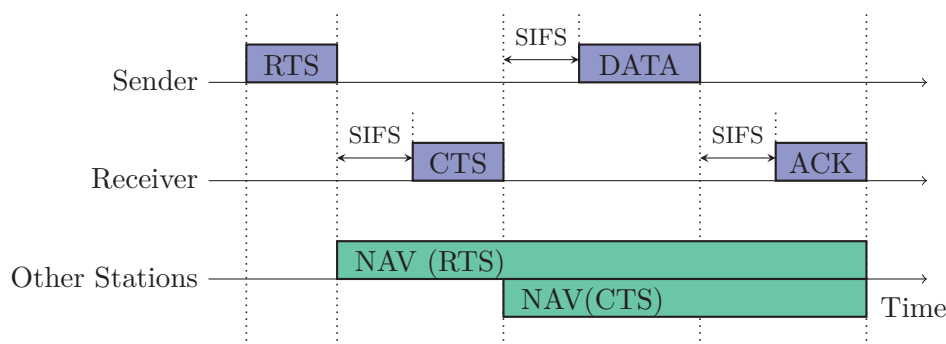 SIFS
RTS
DATA
Sender
SIFS
SIFS
CTS
ACK
Receiver
NAV (RTS)
Other Stations
NAV(CTS)
Time